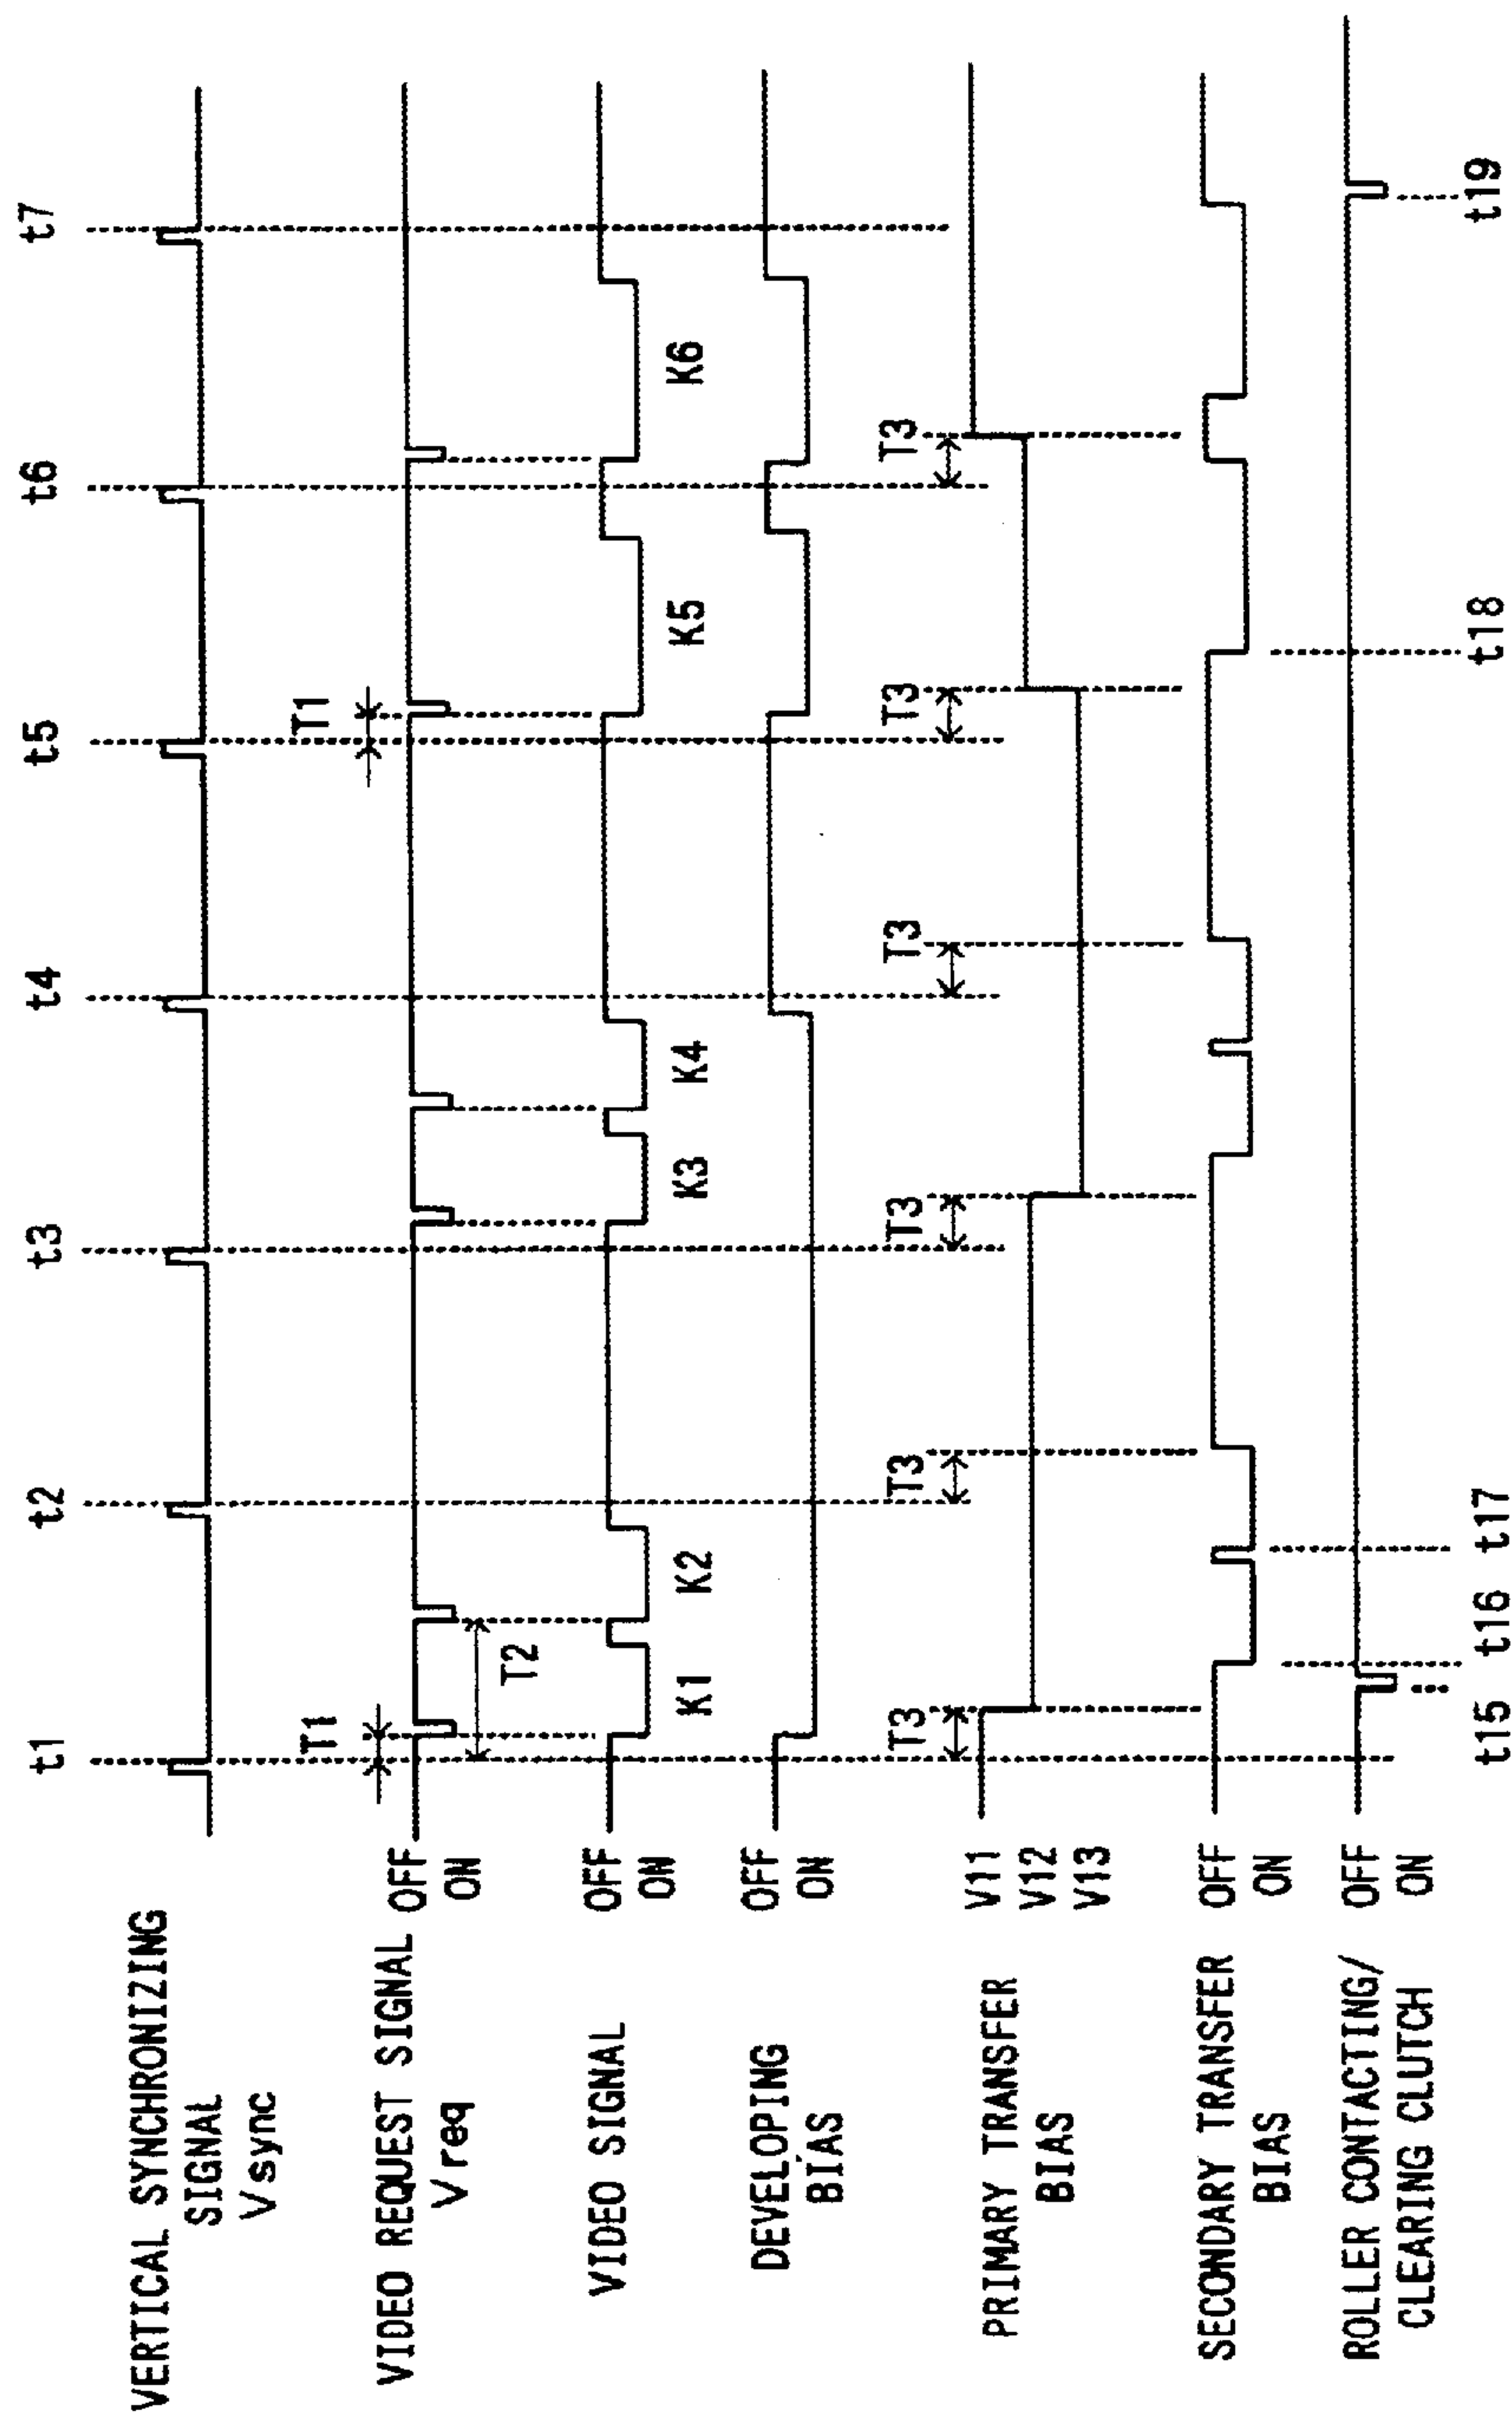 t1 t2 t3 t4 t5 t6 t7
VERTICAL SYNCHRONIZING
SIGNAL
Vsync
T1 T1
VIDEO REQUEST SIGNAL OFF
Vreq ON
T2
VIDEO SIGNAL OFF
ON
K1 K2 K3 K4 K5 K6
DEVELOPING OFF
BIAS ON
T3 T3 T3 T3 T3 T3
PRIMARY TRANSFER V11
BIAS V12
V13
SECONDARY TRANSFER OFF
BIAS ON
ROLLER CONTACTING/ OFF
CLEARING CLUTCH ON
t15 t16 t17 t18 t19